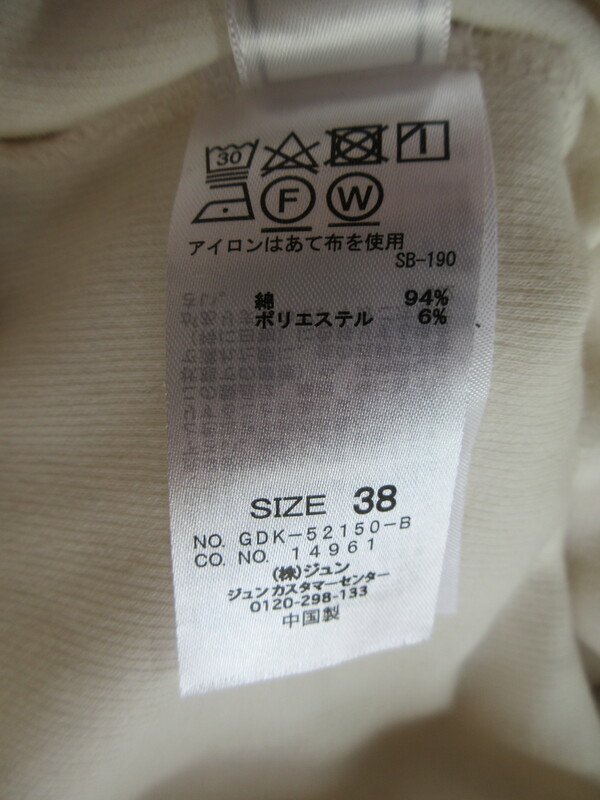 30
F W
アイロンはあて布を使用
SB-190
綿 94%
ポリエステル 6%
SIZE 38
NO. GDK-52150-B
CO. NO. 14961
(株)ジュン
ジュンカスタマーセンター
0120-298-133
中国製